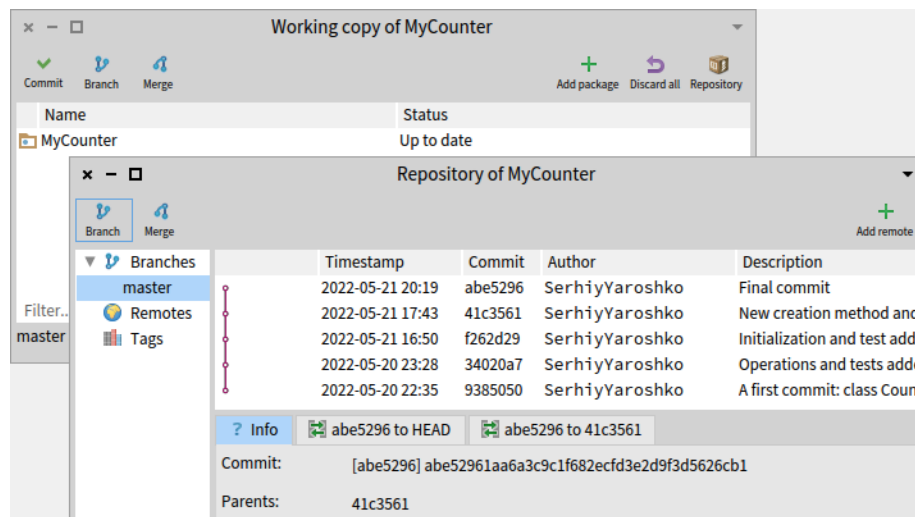 Working copy of MyCounter
Commit Branch Merge Add package Discard all Repository
Name Status
MyCounter Up to date
Repository of MyCounter
Branch Merge Add remote
Branches Timestamp Commit Author Description
master 2022-05-21 20:19 abe5296 SerhiyYaroshko Final commit
Filter..
Remotes 2022-05-21 17:43 41c3561 SerhiyYaroshko New creation method and
master
Tags 2022-05-21 16:50 f262d29 SerhiyYaroshko Initialization and test add
2022-05-20 23:28 34020a7 SerhiyYaroshko Operations and tests adde
2022-05-20 22:35 9385050 SerhiyYaroshko A first commit: class Coun
? Info abe5296 to HEAD abe5296 to 41c3561
Commit: [abe5296] abe52961aa6a3c9c1f682ecfd3e2d9f3d5626cb1
Parents: 41c3561